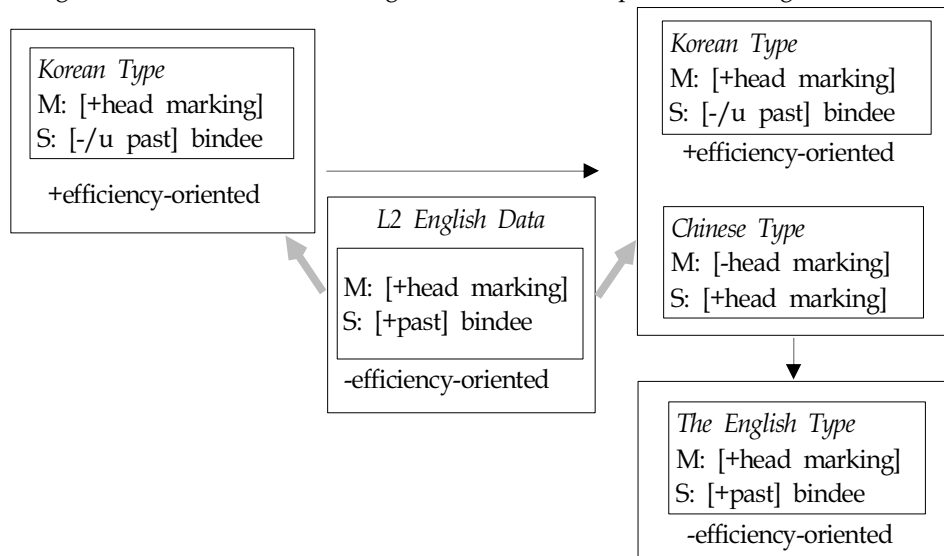 Korean Type
M: [+head marking]
S: [-/u past] bindee
+efficiency-oriented
L2 English Data
M: [+head marking]
S: [+past] bindee
-efficiency-oriented
Korean Type
M: [+head marking]
S: [-/u past] bindee
+efficiency-oriented
Chinese Type
M: [-head marking]
S: [+head marking]
The English Type
M: [+head marking]
S: [+past] bindee
-efficiency-oriented